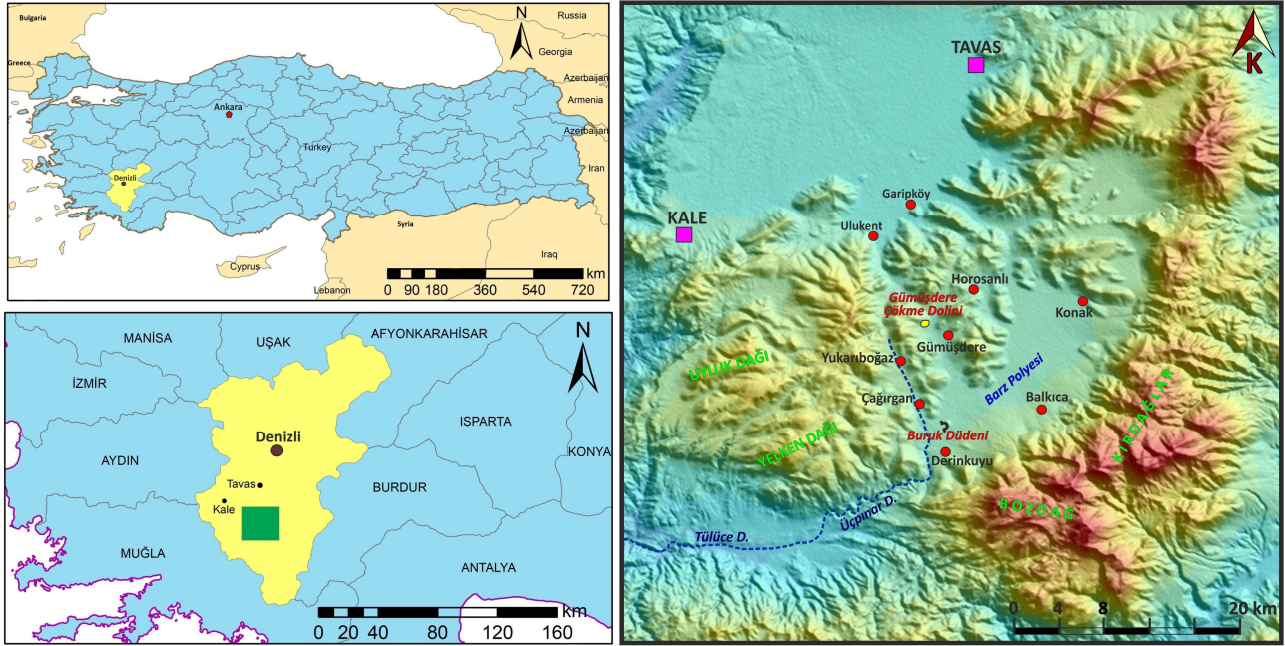 Bulgaria
Russia
N
Georgia
Greece
Azerbaijan
Ankara
Armenia
Azerbaijan
Turkey
Iran
Denizli
Syria
Iraq
Cyprus
Lebanon
km
0 90 180 360 540 720
MANİSA
UŞAK
AFYONKARAHİSAR
N
İZMİR
ISPARTA
Denizli
KONYA
AYDIN
Tavas
BURDUR
Kale
MUĞLA
ANTALYA
km
0 20 40 80 120 160
TAVAS
K
Garipköy
KALE
Ulukent
Horosanlı
Gümüşdere
Çökme Dolini
Konak
Gümüşdere
Yukarıboğaz
UYLUK DAĞI
Barz Polyesi
Çağırgan
Balkıca
KIRDAĞLAR
Buruk Düdeni
YELKEN DAĞI
Derinkuyu
BOZDAĞ
Üçpınar D.
Tülüce D.
0 4 8 20 km